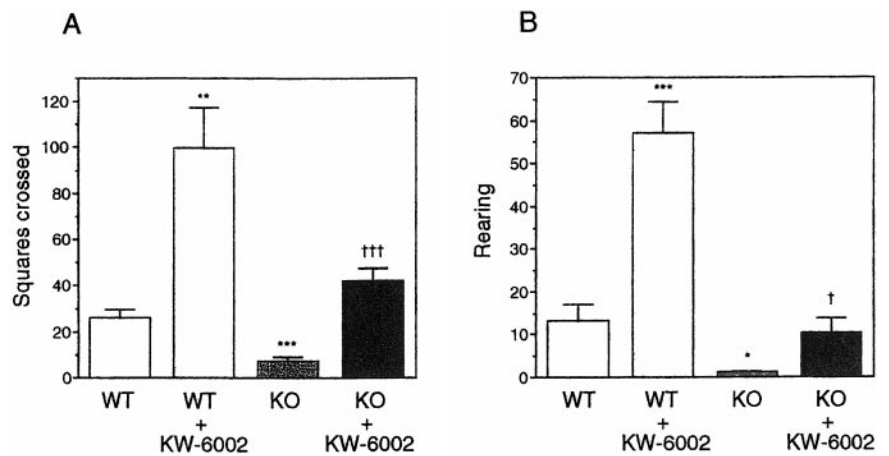 A
Squares crossed
120
100
80
60
40
20
0
**
***
†††
WT
WT
+
KW-6002
KO
KO
+
KW-6002
B
Rearing
70
60
50
40
30
20
10
0
***
*
†
WT
WT
+
KW-6002
KO
KO
+
KW-6002